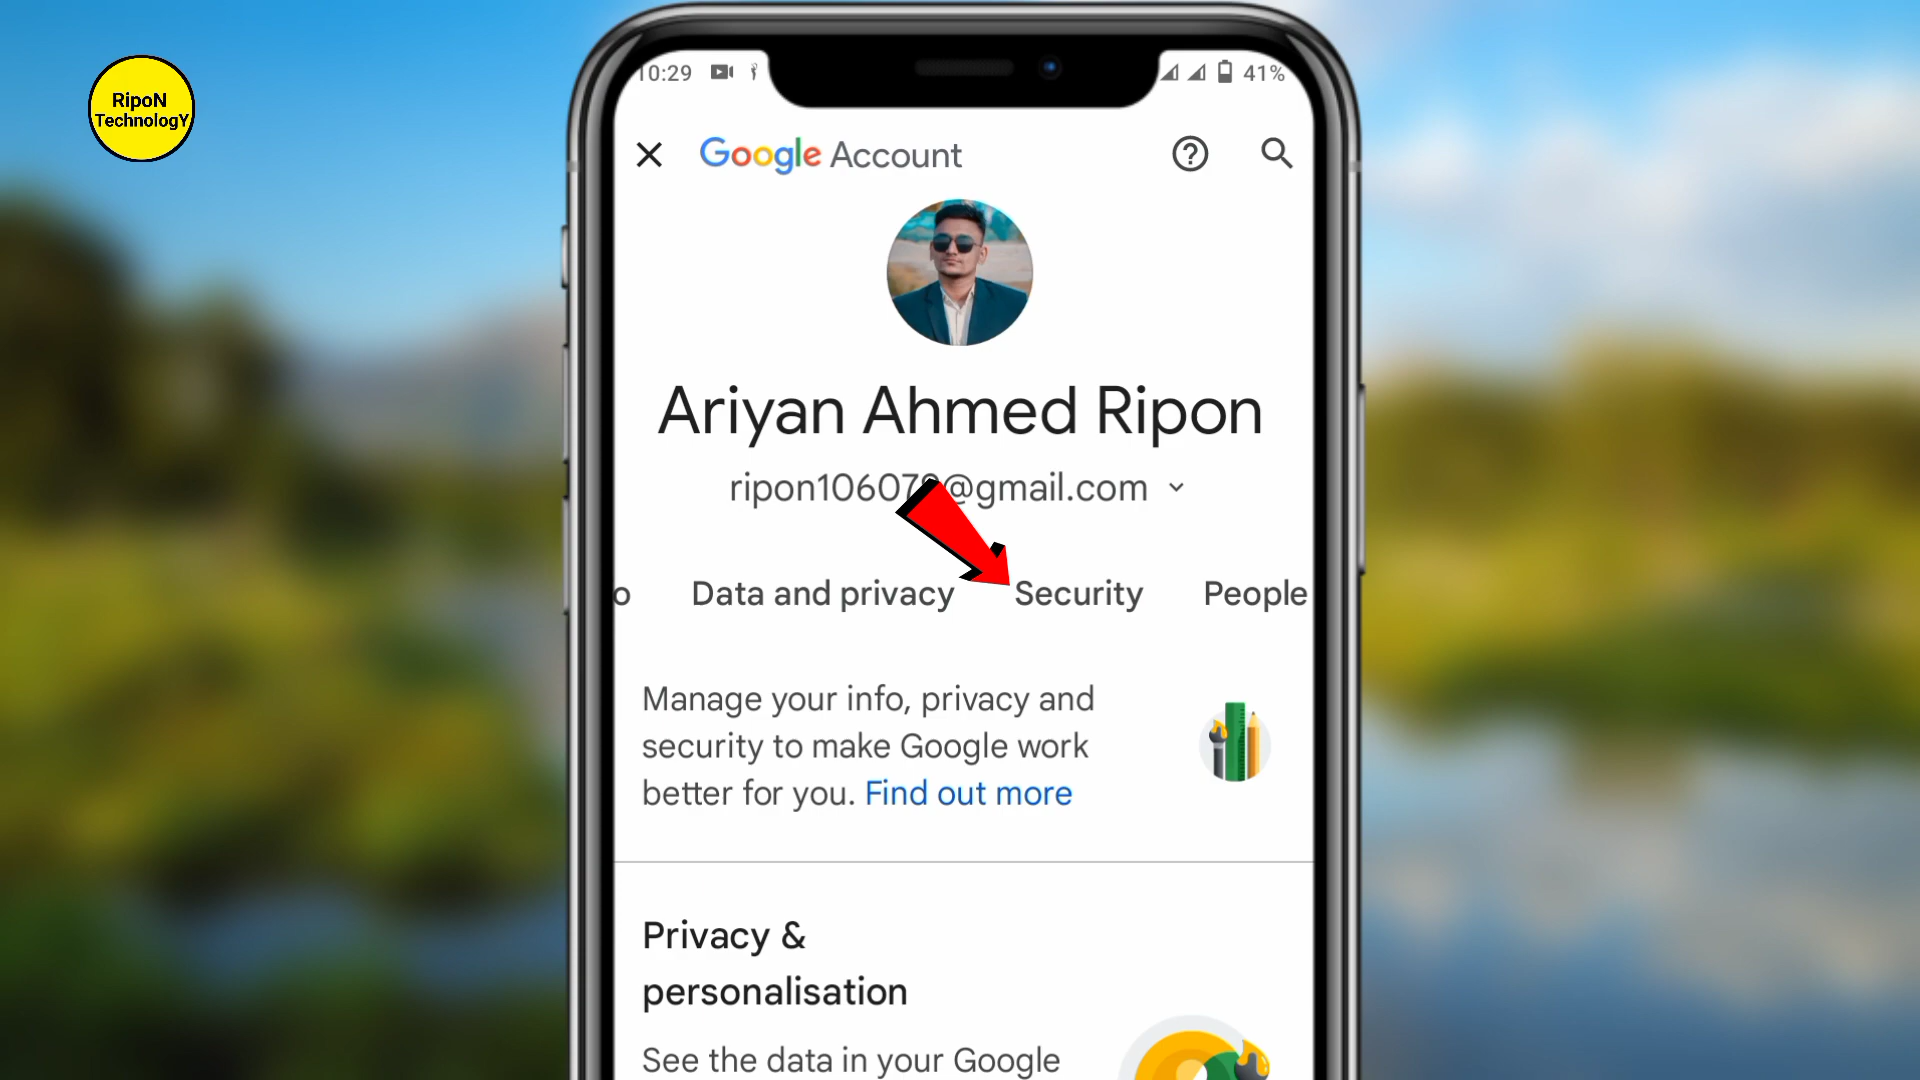 RipoN
TechnologY
10:29
41%
Google Account
Ariyan Ahmed Ripon
o
Data and privacy
Security
People
Manage your info, privacy and
security to make Google work
better for you. Find out more
Privacy &
personalisation
See the data in your Google